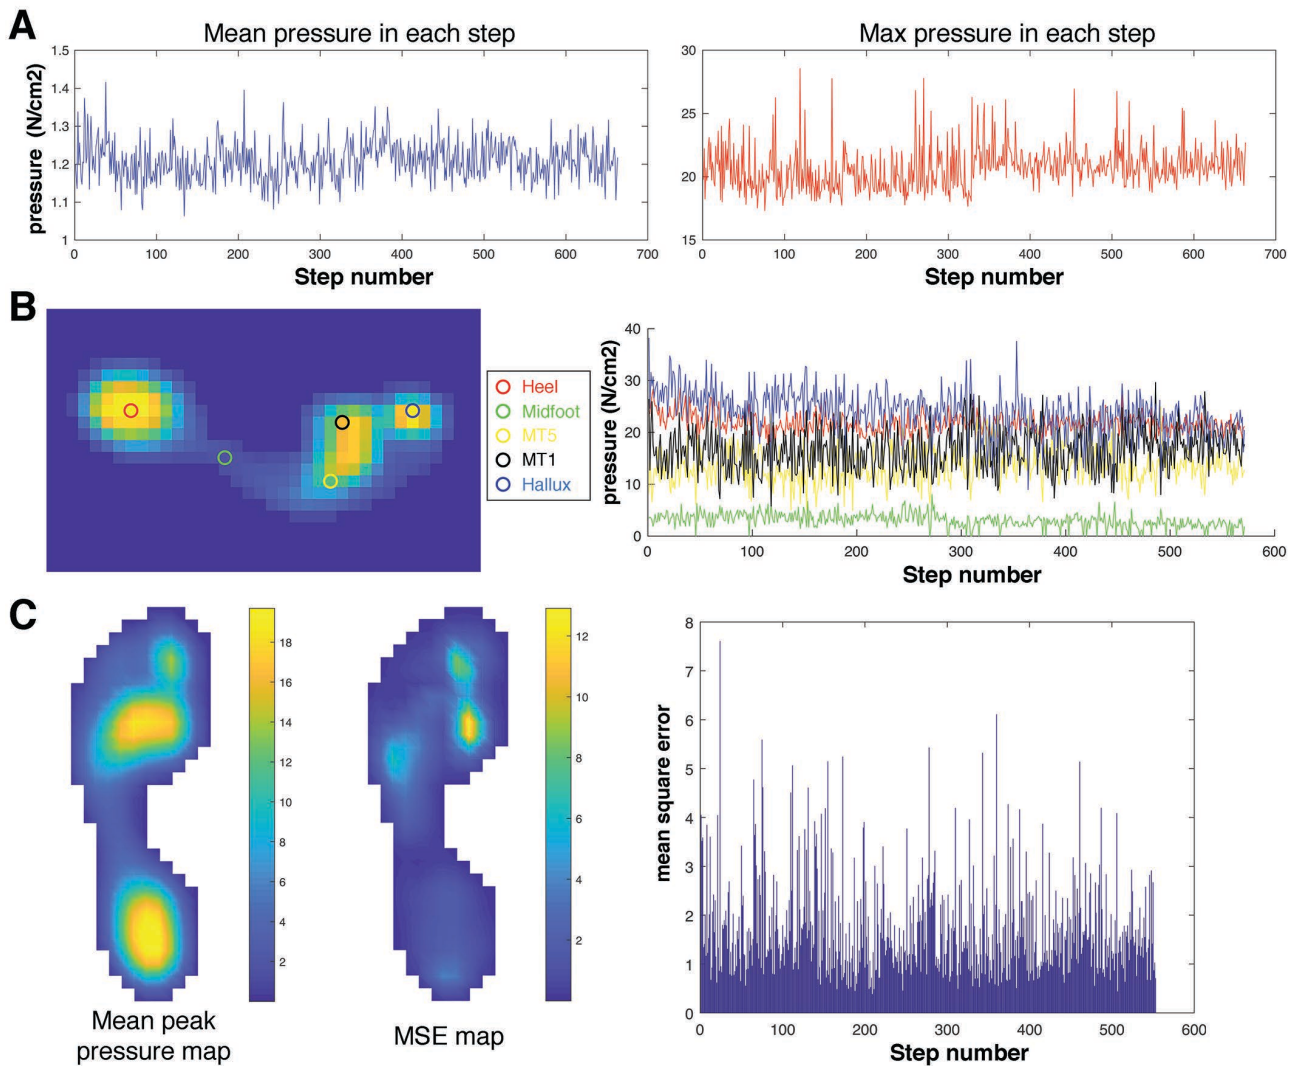 A
Mean pressure in each step
pressure (N/cm2)
1.5
1.4
1.3
1.2
1.1
1
0 100 200 300 400 500 600 700
Step number
Max pressure in each step
30
25
20
15
0 100 200 300 400 500 600 700
Step number
B
Heel
Midfoot
MT5
MT1
Hallux
pressure (N/cm2)
40
30
20
10
0
0 100 200 300 400 500 600
Step number
C
18
16
14
12
10
8
6
4
2
Mean peak
pressure map
12
10
8
6
4
2
MSE map
mean square error
8
7
6
5
4
3
2
1
0
0 100 200 300 400 500 600
Step number